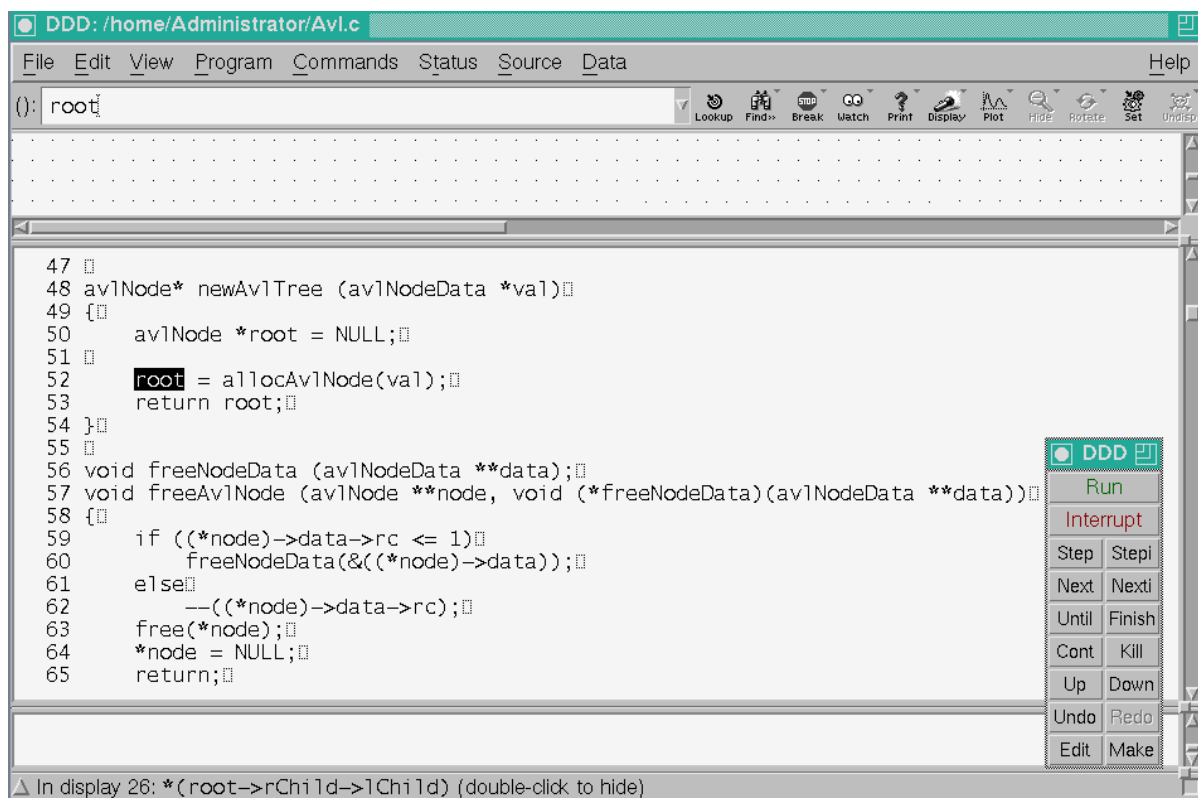 DDD: /home/Administrator/Avl.c
File Edit View Program Commands Status Source Data Help
(): root
Lookup Find» Break Watch Print Display Plot Hide Rotate Set Undisp
STOP
47
48 avlNode* newAvlTree (avlNodeData *val)
49 {
50     avlNode *root = NULL;
51
52     root = allocAvlNode(val);
53     return root;
54 }
55
56 void freeNodeData (avlNodeData **data);
57 void freeAvlNode (avlNode **node, void (*freeNodeData)(avlNodeData **data))
58 {
59     if ((*node)->data->rc <= 1)
60         freeNodeData(&((*node)->data));
61     else
62         --((*node)->data->rc);
63     free(*node);
64     *node = NULL;
65     return;
DDD
Run
Interrupt
Step Stepi
Next Nexti
Until Finish
Cont Kill
Up Down
Undo Redo
Edit Make
In display 26: *(root->rChild->lChild) (double-click to hide)